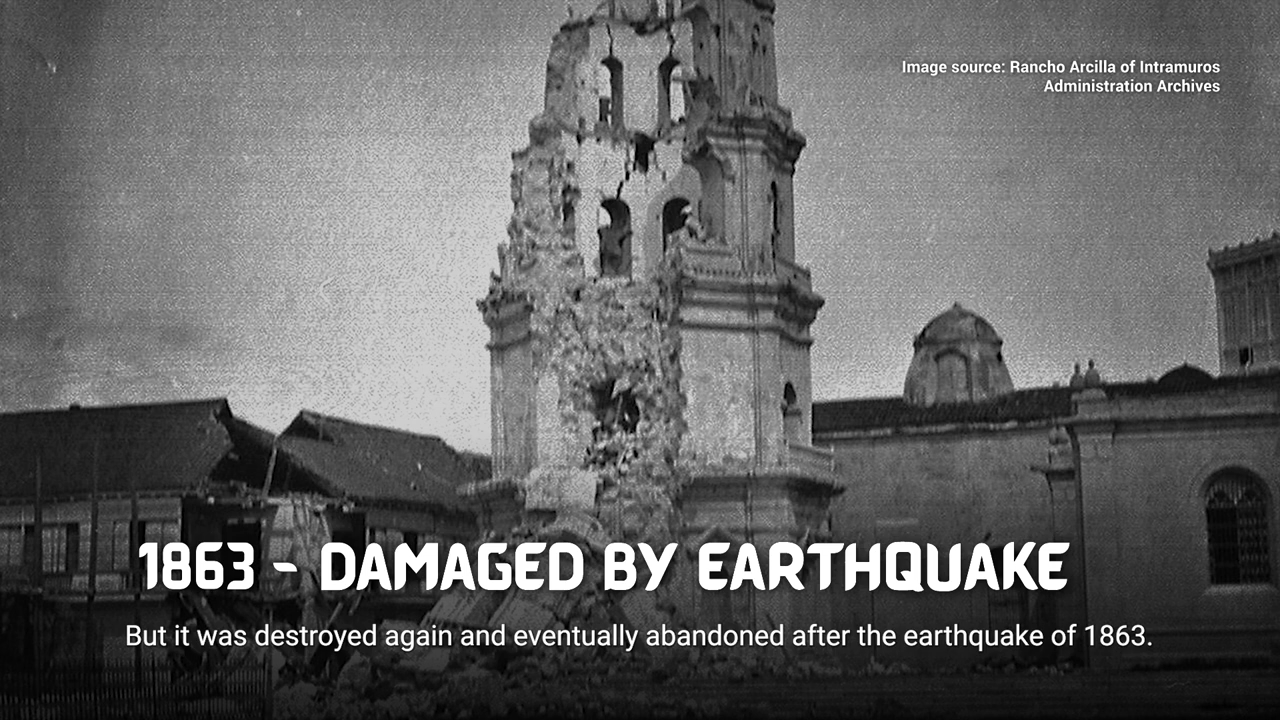 Image source: Rancho Arcilla of Intramuros
Administration Archives
1863 - DAMAGED BY EARTHQUAKE
But it was destroyed again and eventually abandoned after the earthquake of 1863.